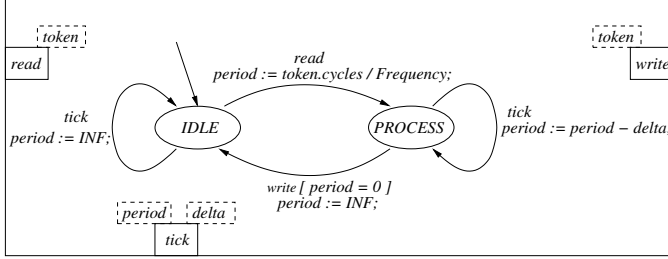 token
read
token
write
read
period := token.cycles / Frequency;
tick
period := INF;
IDLE
PROCESS
tick
period := period − delta;
write [ period = 0 ]
period := INF;
period
delta
tick